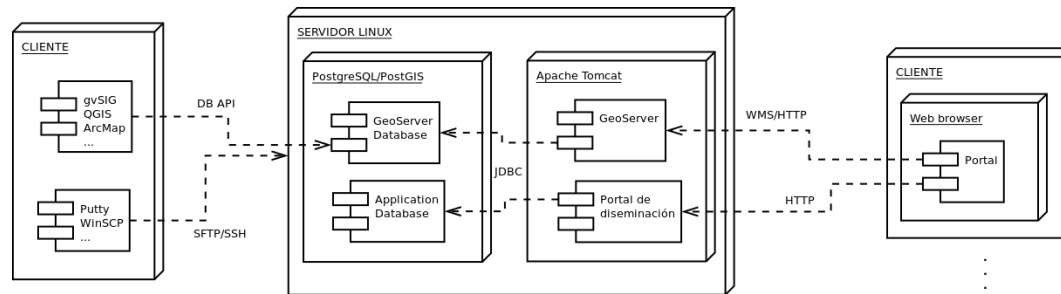 CLIENTE
gvSIG
QGIS
ArcMap
...
Putty
WinSCP
...
DB API
SFTP/SSH
SERVIDOR LINUX
PostgreSQL/PostGIS
GeoServer
Database
Application
Database
JDBC
Apache Tomcat
GeoServer
Portal de
diseminación
WMS/HTTP
HTTP
CLIENTE
Web browser
Portal